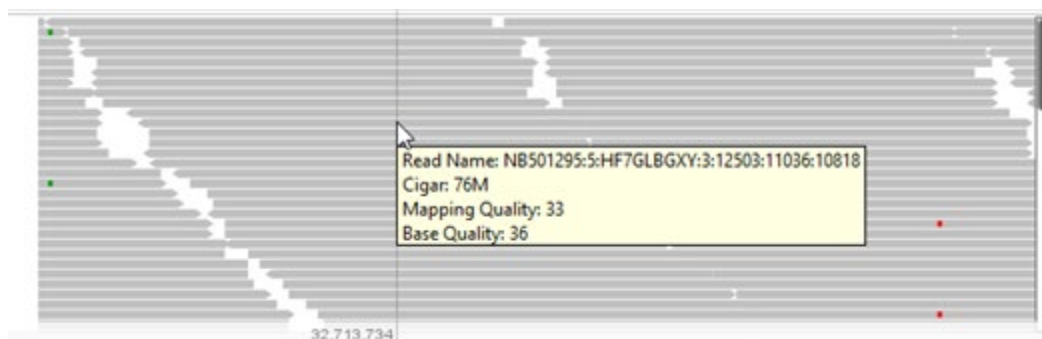 Read Name: NB501295:5:HF7GLBGXY:3:12503:11036:10818
Cigar: 76M
Mapping Quality: 33
Base Quality: 36
32,713,734